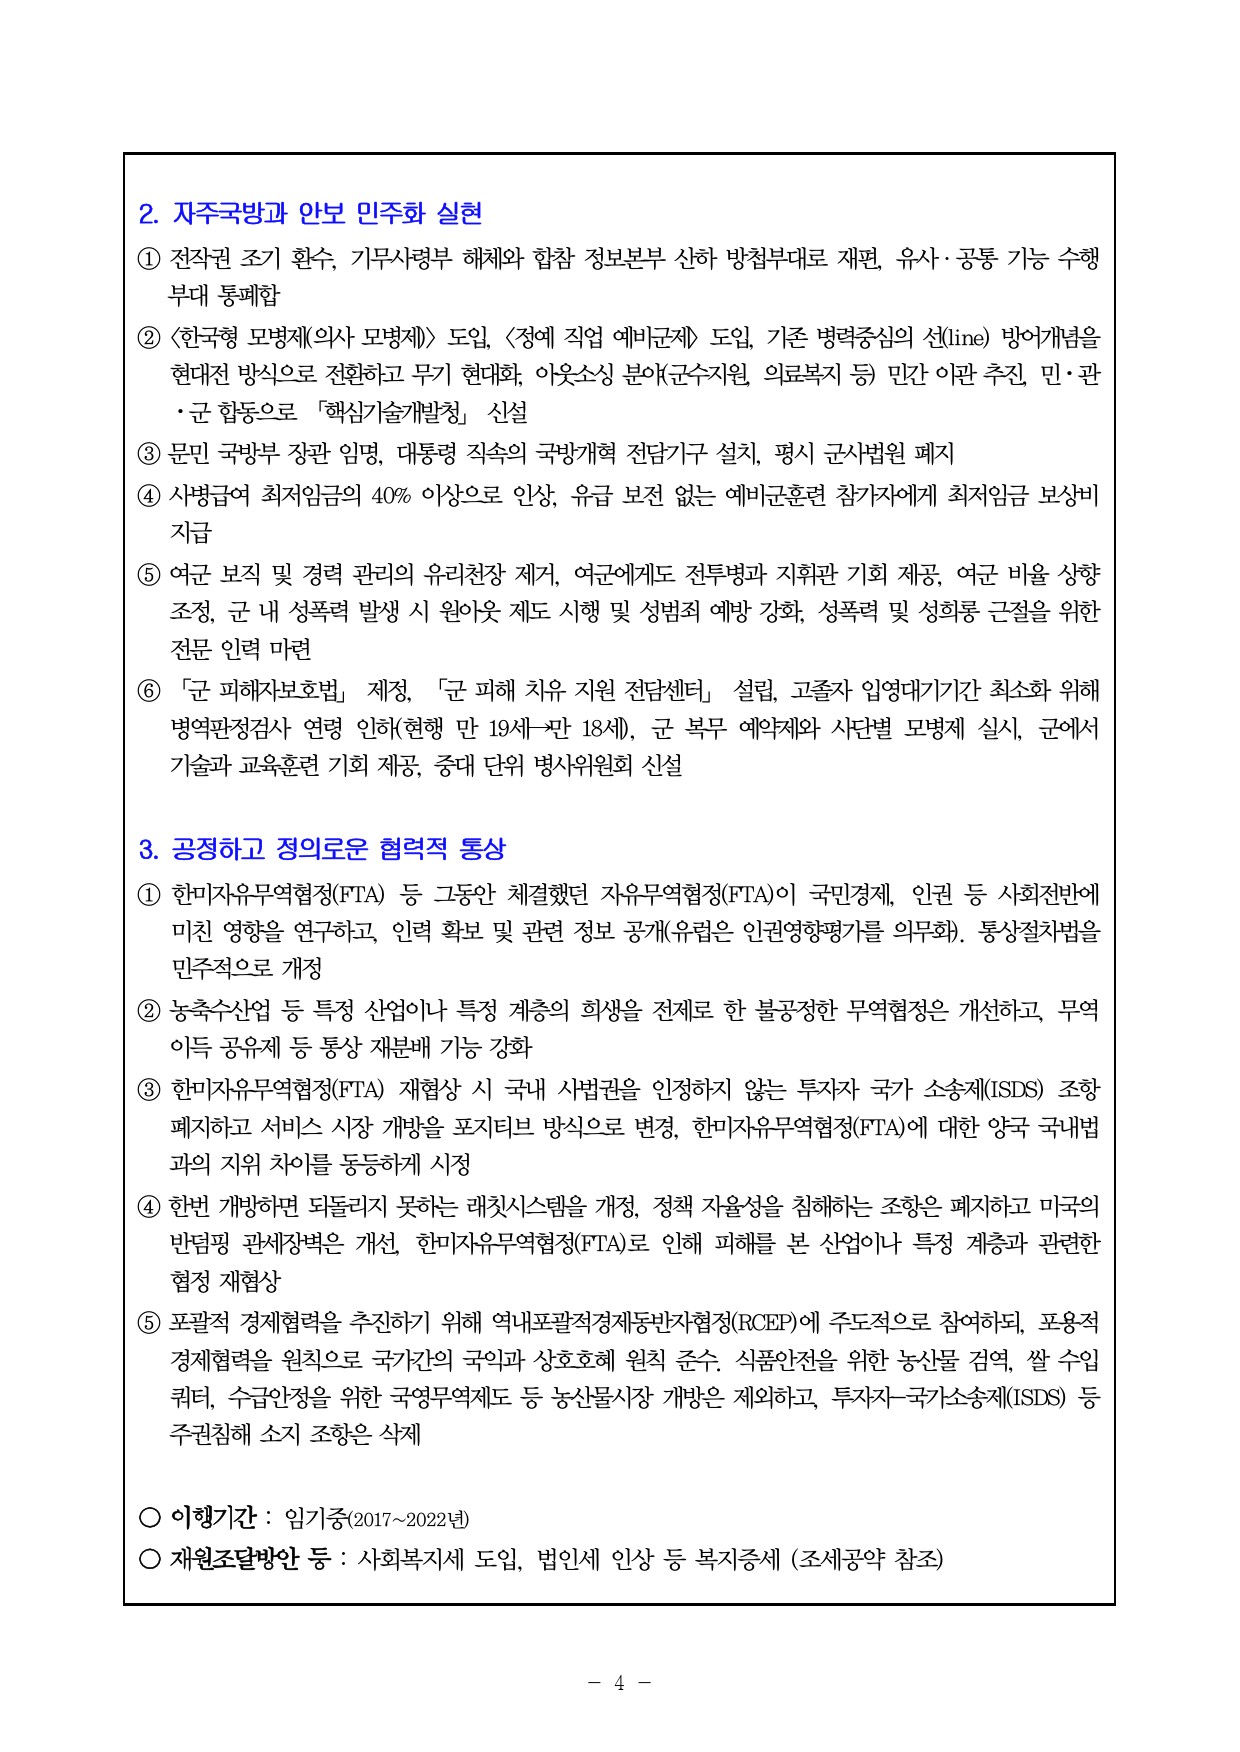 2. 자주국방과 안보 민주화 실현
① 전작권 조기 환수, 기무사령부 해체와 합참 정보본부 산하 방첩부대로 재편, 유사·공통 기능 수행
부대 통폐합
② 〈한국형 모병제(의사 모병제)〉 도입, 〈정예 직업 예비군제〉 도입, 기존 병력중심의 선(line) 방어개념을
현대전 방식으로 전환하고 무기 현대화, 아웃소싱 분야(군수지원, 의료복지 등) 민간 이관 추진, 민·관
·군 합동으로 「핵심기술개발청」 신설
③ 문민 국방부 장관 임명, 대통령 직속의 국방개혁 전담기구 설치, 평시 군사법원 폐지
④ 사병급여 최저임금의 40% 이상으로 인상, 유급 보전 없는 예비군훈련 참가자에게 최저임금 보상비
지급
⑤ 여군 보직 및 경력 관리의 유리천장 제거, 여군에게도 전투병과 지휘관 기회 제공, 여군 비율 상향
조정, 군 내 성폭력 발생 시 원아웃 제도 시행 및 성범죄 예방 강화, 성폭력 및 성희롱 근절을 위한
전문 인력 마련
⑥ 「군 피해자보호법」 제정, 「군 피해 치유 지원 전담센터」 설립, 고졸자 입영대기기간 최소화 위해
병역판정검사 연령 인하(현행 만 19세→만 18세), 군 복무 예약제와 사단별 모병제 실시, 군에서
기술과 교육훈련 기회 제공, 중대 단위 병사위원회 신설
3. 공정하고 정의로운 협력적 통상
① 한미자유무역협정(FTA) 등 그동안 체결했던 자유무역협정(FTA)이 국민경제, 인권 등 사회전반에
미친 영향을 연구하고, 인력 확보 및 관련 정보 공개(유럽은 인권영향평가를 의무화). 통상절차법을
민주적으로 개정
② 농축수산업 등 특정 산업이나 특정 계층의 희생을 전제로 한 불공정한 무역협정은 개선하고, 무역
이득 공유제 등 통상 재분배 기능 강화
③ 한미자유무역협정(FTA) 재협상 시 국내 사법권을 인정하지 않는 투자자 국가 소송제(ISDS) 조항
폐지하고 서비스 시장 개방을 포지티브 방식으로 변경, 한미자유무역협정(FTA)에 대한 양국 국내법
과의 지위 차이를 동등하게 시정
④ 한번 개방하면 되돌리지 못하는 래칫시스템을 개정, 정책 자율성을 침해하는 조항은 폐지하고 미국의
반덤핑 관세장벽은 개선, 한미자유무역협정(FTA)로 인해 피해를 본 산업이나 특정 계층과 관련한
협정 재협상
⑤ 포괄적 경제협력을 추진하기 위해 역내포괄적경제동반자협정(RCEP)에 주도적으로 참여하되, 포용적
경제협력을 원칙으로 국가간의 국익과 상호호혜 원칙 준수. 식품안전을 위한 농산물 검역, 쌀 수입
쿼터, 수급안정을 위한 국영무역제도 등 농산물시장 개방은 제외하고, 투자자–국가소송제(ISDS) 등
주권침해 소지 조항은 삭제
○ 이행기간 : 임기중(2017~2022년)
○ 재원조달방안 등 : 사회복지세 도입, 법인세 인상 등 복지증세 (조세공약 참조)
– 4 –